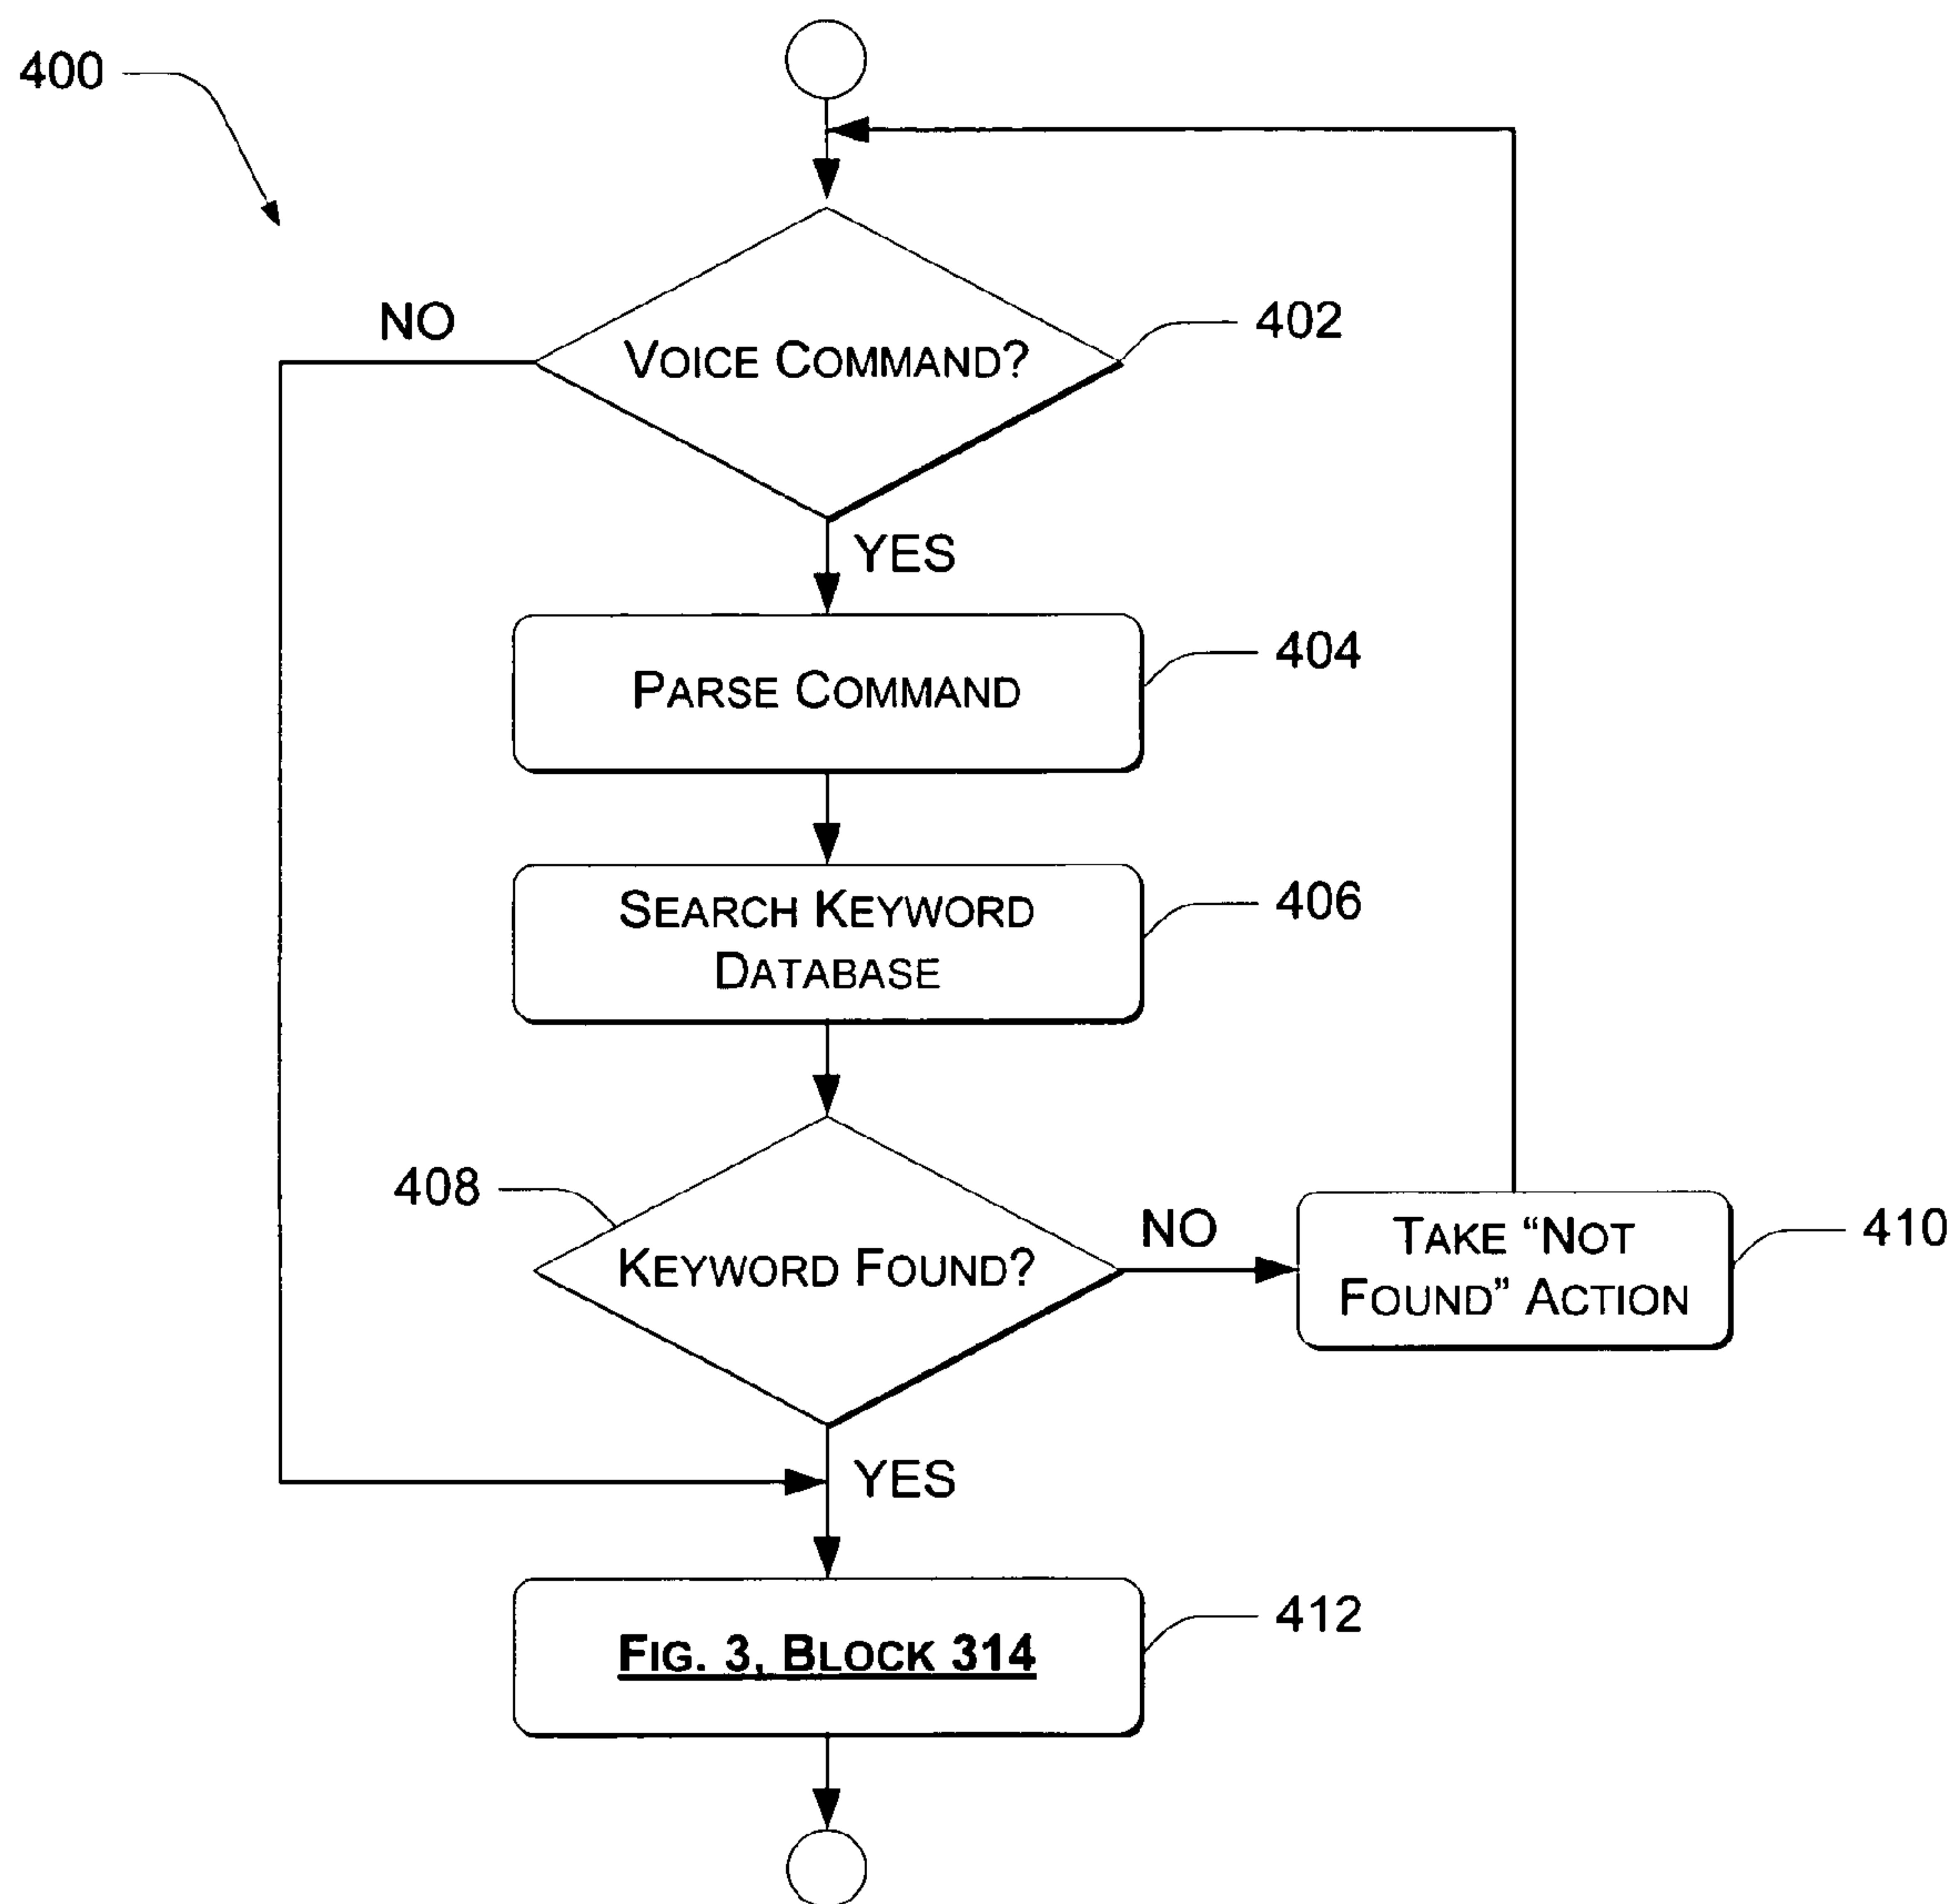 400
NO
VOICE COMMAND?
402
YES
PARSE COMMAND
404
SEARCH KEYWORD
DATABASE
406
408
KEYWORD FOUND?
NO
TAKE “NOT
FOUND” ACTION
410
YES
FIG. 3, BLOCK 314
412